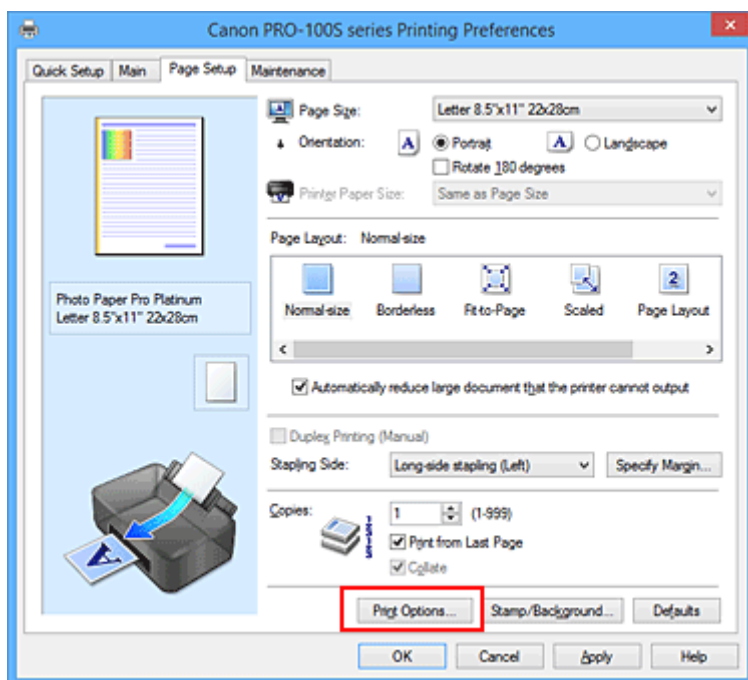 Canon PRO-100S series Printing Preferences
Quick Setup Main Page Setup Maintenance
Page Size: Letter 8.5"x11" 22x28cm
Orientation: A Portrait A Landscape
Rotate 180 degrees
Printer Paper Size: Same as Page Size
Page Layout: Normal-size
Normal-size Borderless Fit-to-Page Scaled 2 Page Layout
Photo Paper Pro Platinum
Letter 8.5"x11" 22x28cm
Automatically reduce large document that the printer cannot output
Duplex Printing (Manual)
Stapling Side: Long-side stapling (Left) Specify Margin...
Copies: 1 (1-999)
Print from Last Page
Collate
A
Print Options... Stamp/Background... Defaults
OK Cancel Apply Help